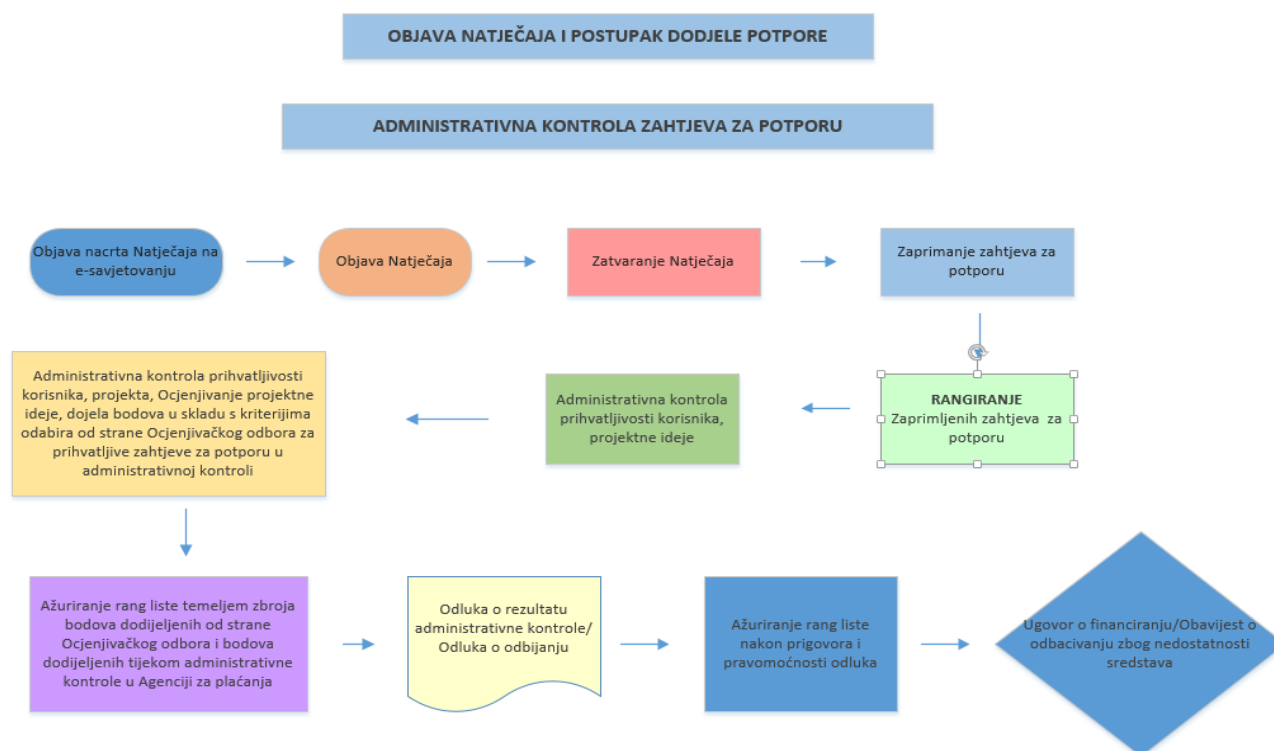 OBJAVA NATJEČAJA I POSTUPAK DODJELE POTPORE
ADMINISTRATIVNA KONTROLA ZAHTJEVA ZA POTPORU
Objava nacrta Natječaja na
e-savjetovanju
Objava Natječaja
Zatvaranje Natječaja
Zaprimanje zahtjeva za
potporu
RANGIRANJE
Zaprimljenih zahtjeva za
potporu
Administrativna kontrola
prihvatljivosti korisnika,
projektne ideje
Administrativna kontrola prihvatljivosti
korisnika, projekta, Ocjenjivanje projektne
ideje, dojela bodova u skladu s kriterijima
odabira od strane Ocjenjivačkog odbora za
prihvatljive zahtjeve za potporu u
administrativnoj kontroli
Ažuriranje rang liste temeljem zbroja
bodova dodijeljenih od strane
Ocjenjivačkog odbora i bodova
dodijeljenih tijekom administrativne
kontrole u Agenciji za plaćanja
Odluka o rezultatu
administrativne kontrole/
Odluka o odbijanju
Ažuriranje rang liste
nakon prigovora i
pravomoćnosti odluka
Ugovor o financiranju/Obavijest o
odbacivanju zbog nedostatnosti
sredstava